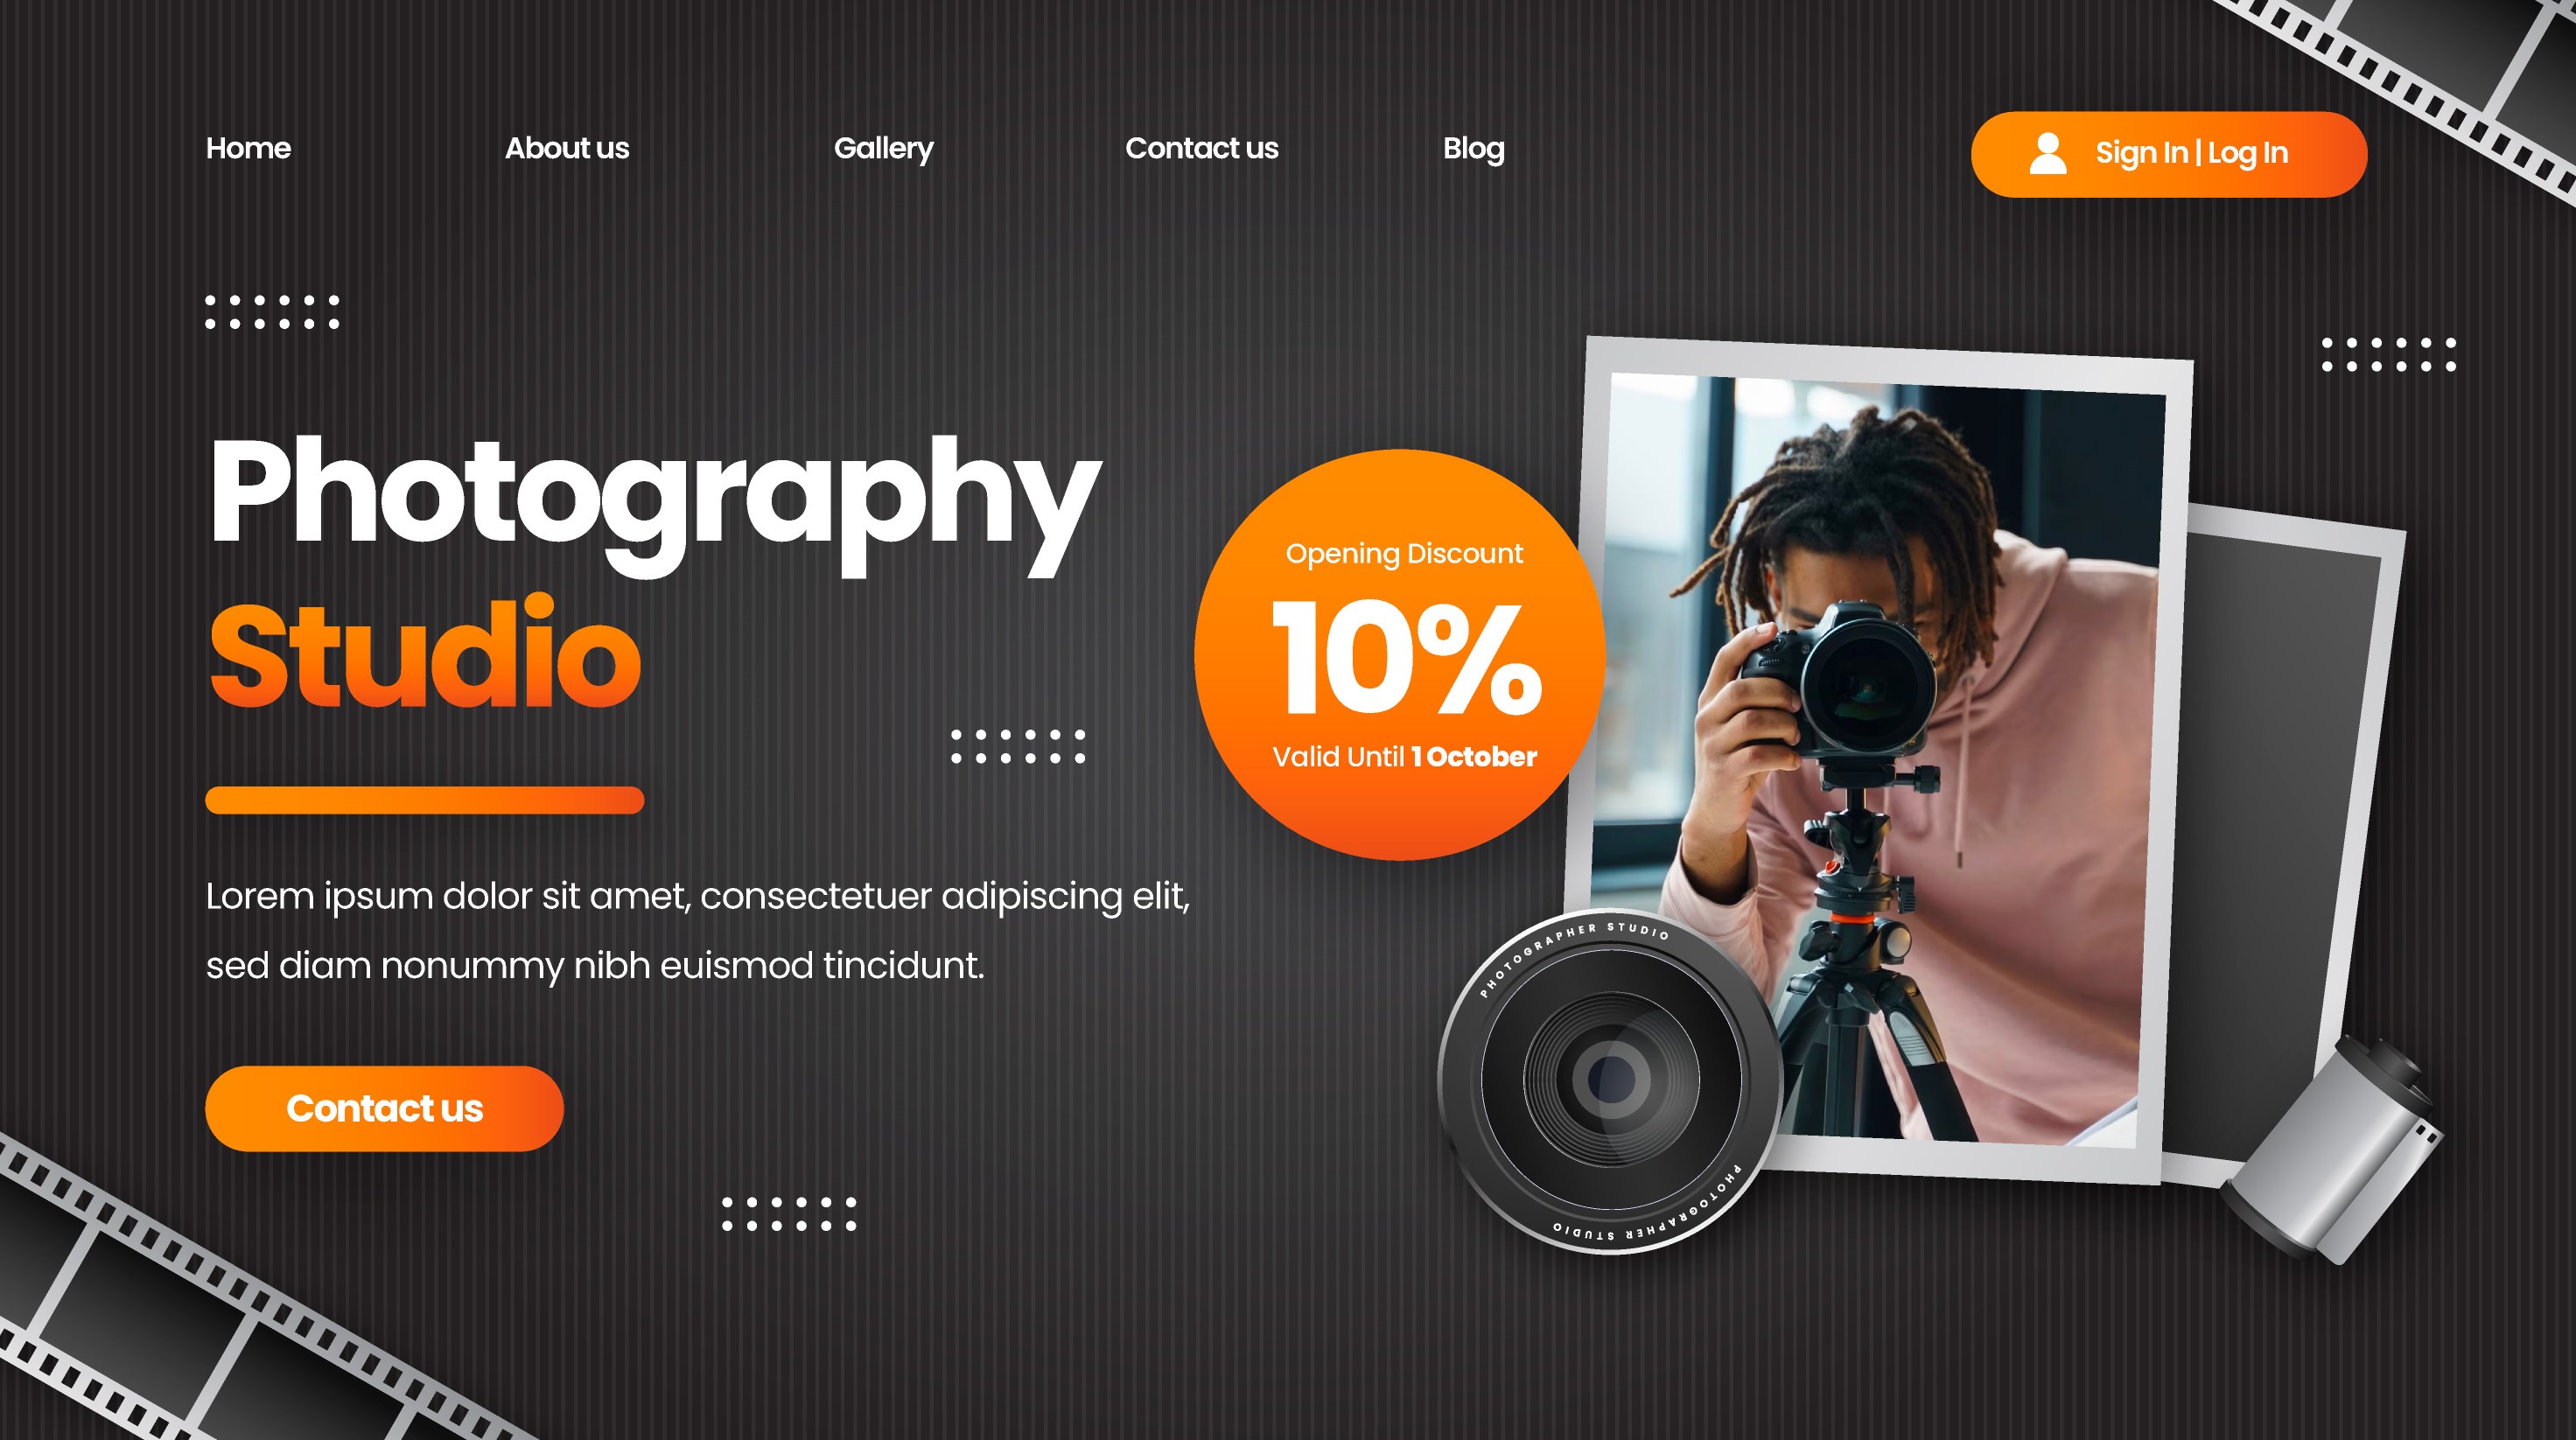 Home
About us
Gallery
Contact us
Blog
Sign In | Log In
Photography
Studio
Opening Discount
10%
Valid Until 1 October
Lorem ipsum dolor sit amet, consectetuer adipiscing elit,
sed diam nonummy nibh euismod tincidunt.
Contact us
PHOTOGRAPHER STUDIO
PHOTOGRAPHER STUDIO